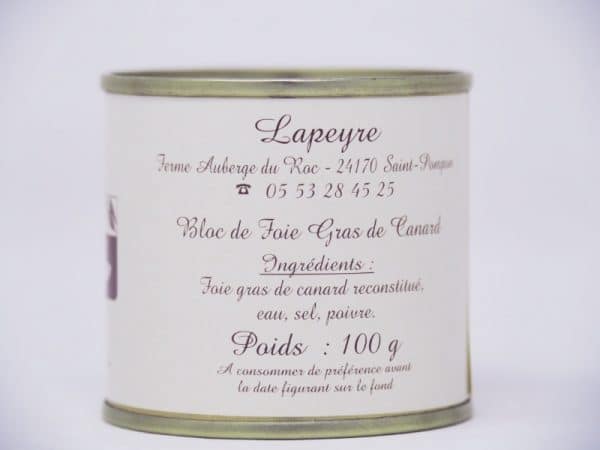 Lapeyre
Ferme Auberge du Roc - 24170 Saint-Pompon
☎ 05 53 28 45 25
Bloc de Foie Gras de Canard
Ingrédients :
Foie gras de canard reconstitué,
eau, sel, poivre.
Poids : 100 g
A consommer de préférence avant
la date figurant sur le fond